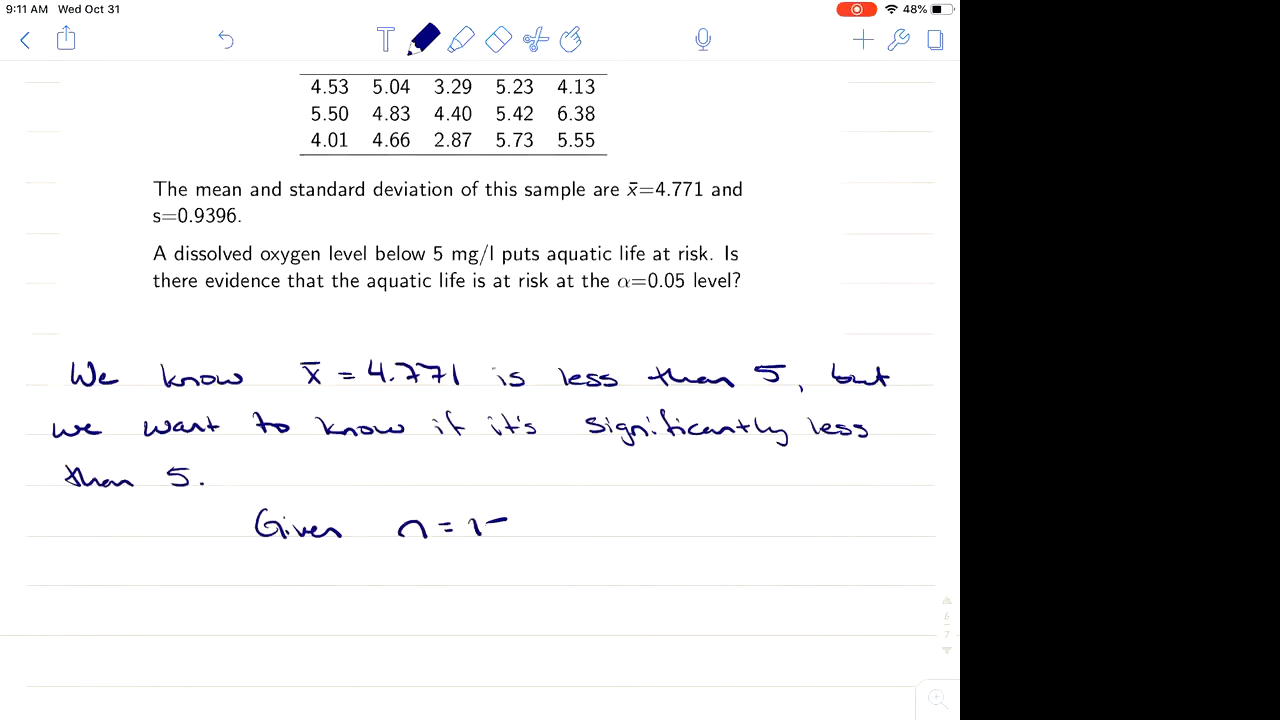 9:11 AM Wed Oct 31
48%
T
4.53 5.04 3.29 5.23 4.13
5.50 4.83 4.40 5.42 6.38
4.01 4.66 2.87 5.73 5.55
The mean and standard deviation of this sample are x̄=4.771 and
s=0.9396.
A dissolved oxygen level below 5 mg/l puts aquatic life at risk. Is
there evidence that the aquatic life is at risk at the α=0.05 level?
We know x̄ = 4.771 is less than 5, but
we want to know if it's significantly less
than 5.
Given n =
6
7